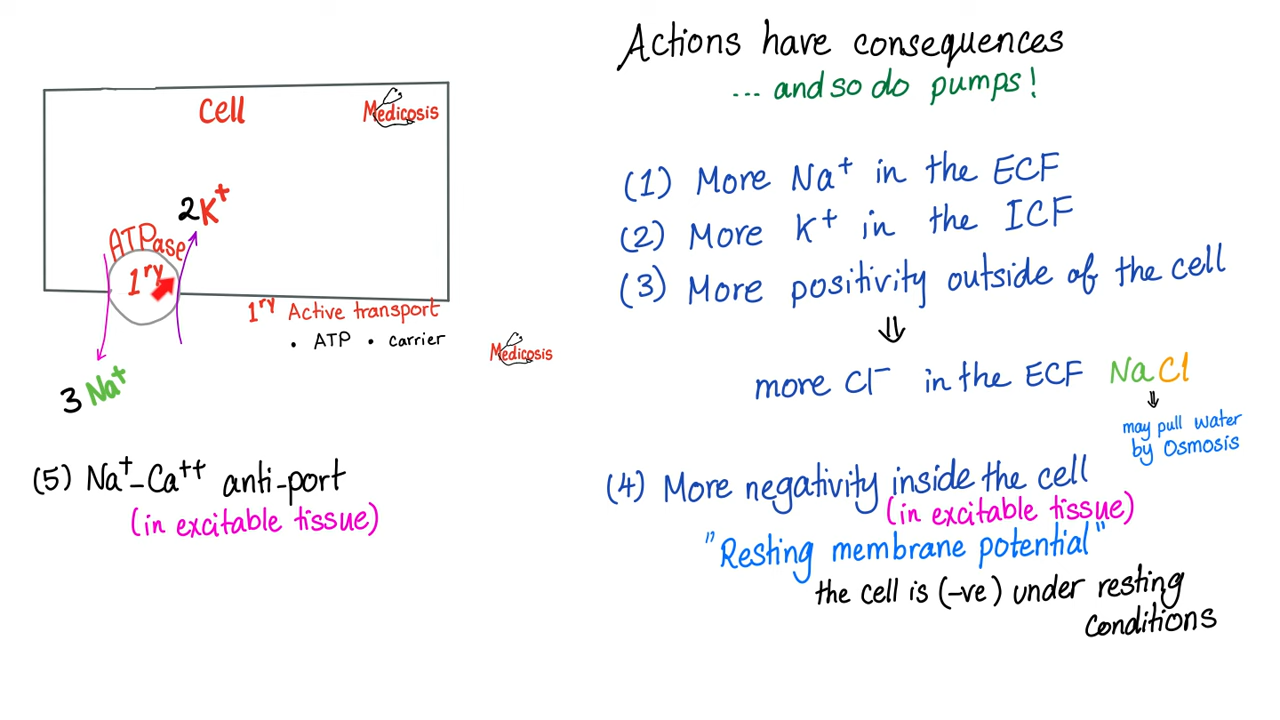 Actions have consequences
... and so do pumps!
Cell
Medicosis
2K+
ATPase
1ry
1ry Active transport
• ATP • carrier
Medicosis
3 Na+
(1) More Na+ in the ECF
(2) More K+ in the ICF
(3) More positivity outside of the cell
⇓
more Cl- in the ECF NaCl
⇓
may pull water
by Osmosis
(4) More negativity inside the cell
(in excitable tissue)
"Resting membrane potential"
the cell is (-ve) under resting
conditions
(5) Na+-Ca++ anti-port
(in excitable tissue)